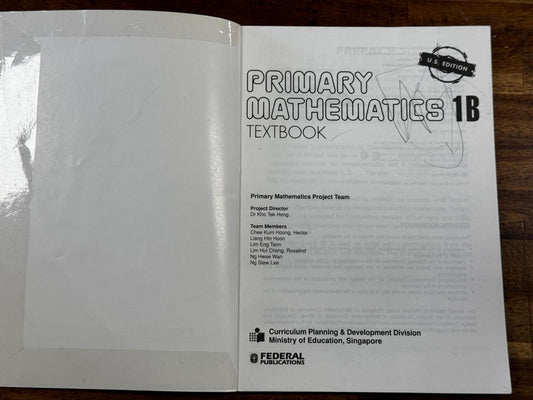 U.S. EDITION
PRIMARY
MATHEMATICS 1B
TEXTBOOK
Primary Mathematics Project Team
Project Director
Dr Kho Tek Hong
Team Members
Chee Kum Hoong, Hector
Liang Hin Hoon
Lim Eng Tann
Lim Hui Cheng, Rosalind
Ng Hwee Wan
Ng Siew Lee
Curriculum Planning & Development Division
Ministry of Education, Singapore
FEDERAL
PUBLICATIONS